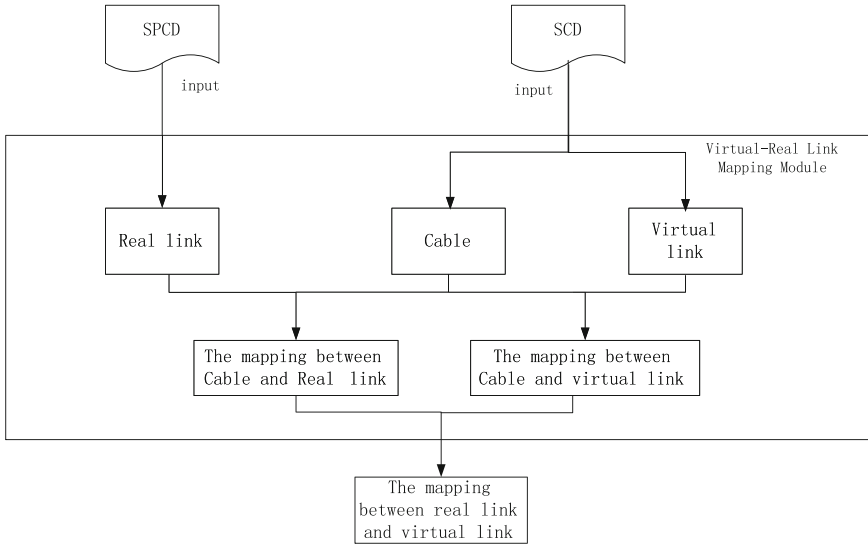 SPCD
SCD
input
input
Virtual-Real Link
Mapping Module
Real link
Cable
Virtual
link
The mapping between
Cable and Real link
The mapping between
Cable and virtual link
The mapping
between real link
and virtual link